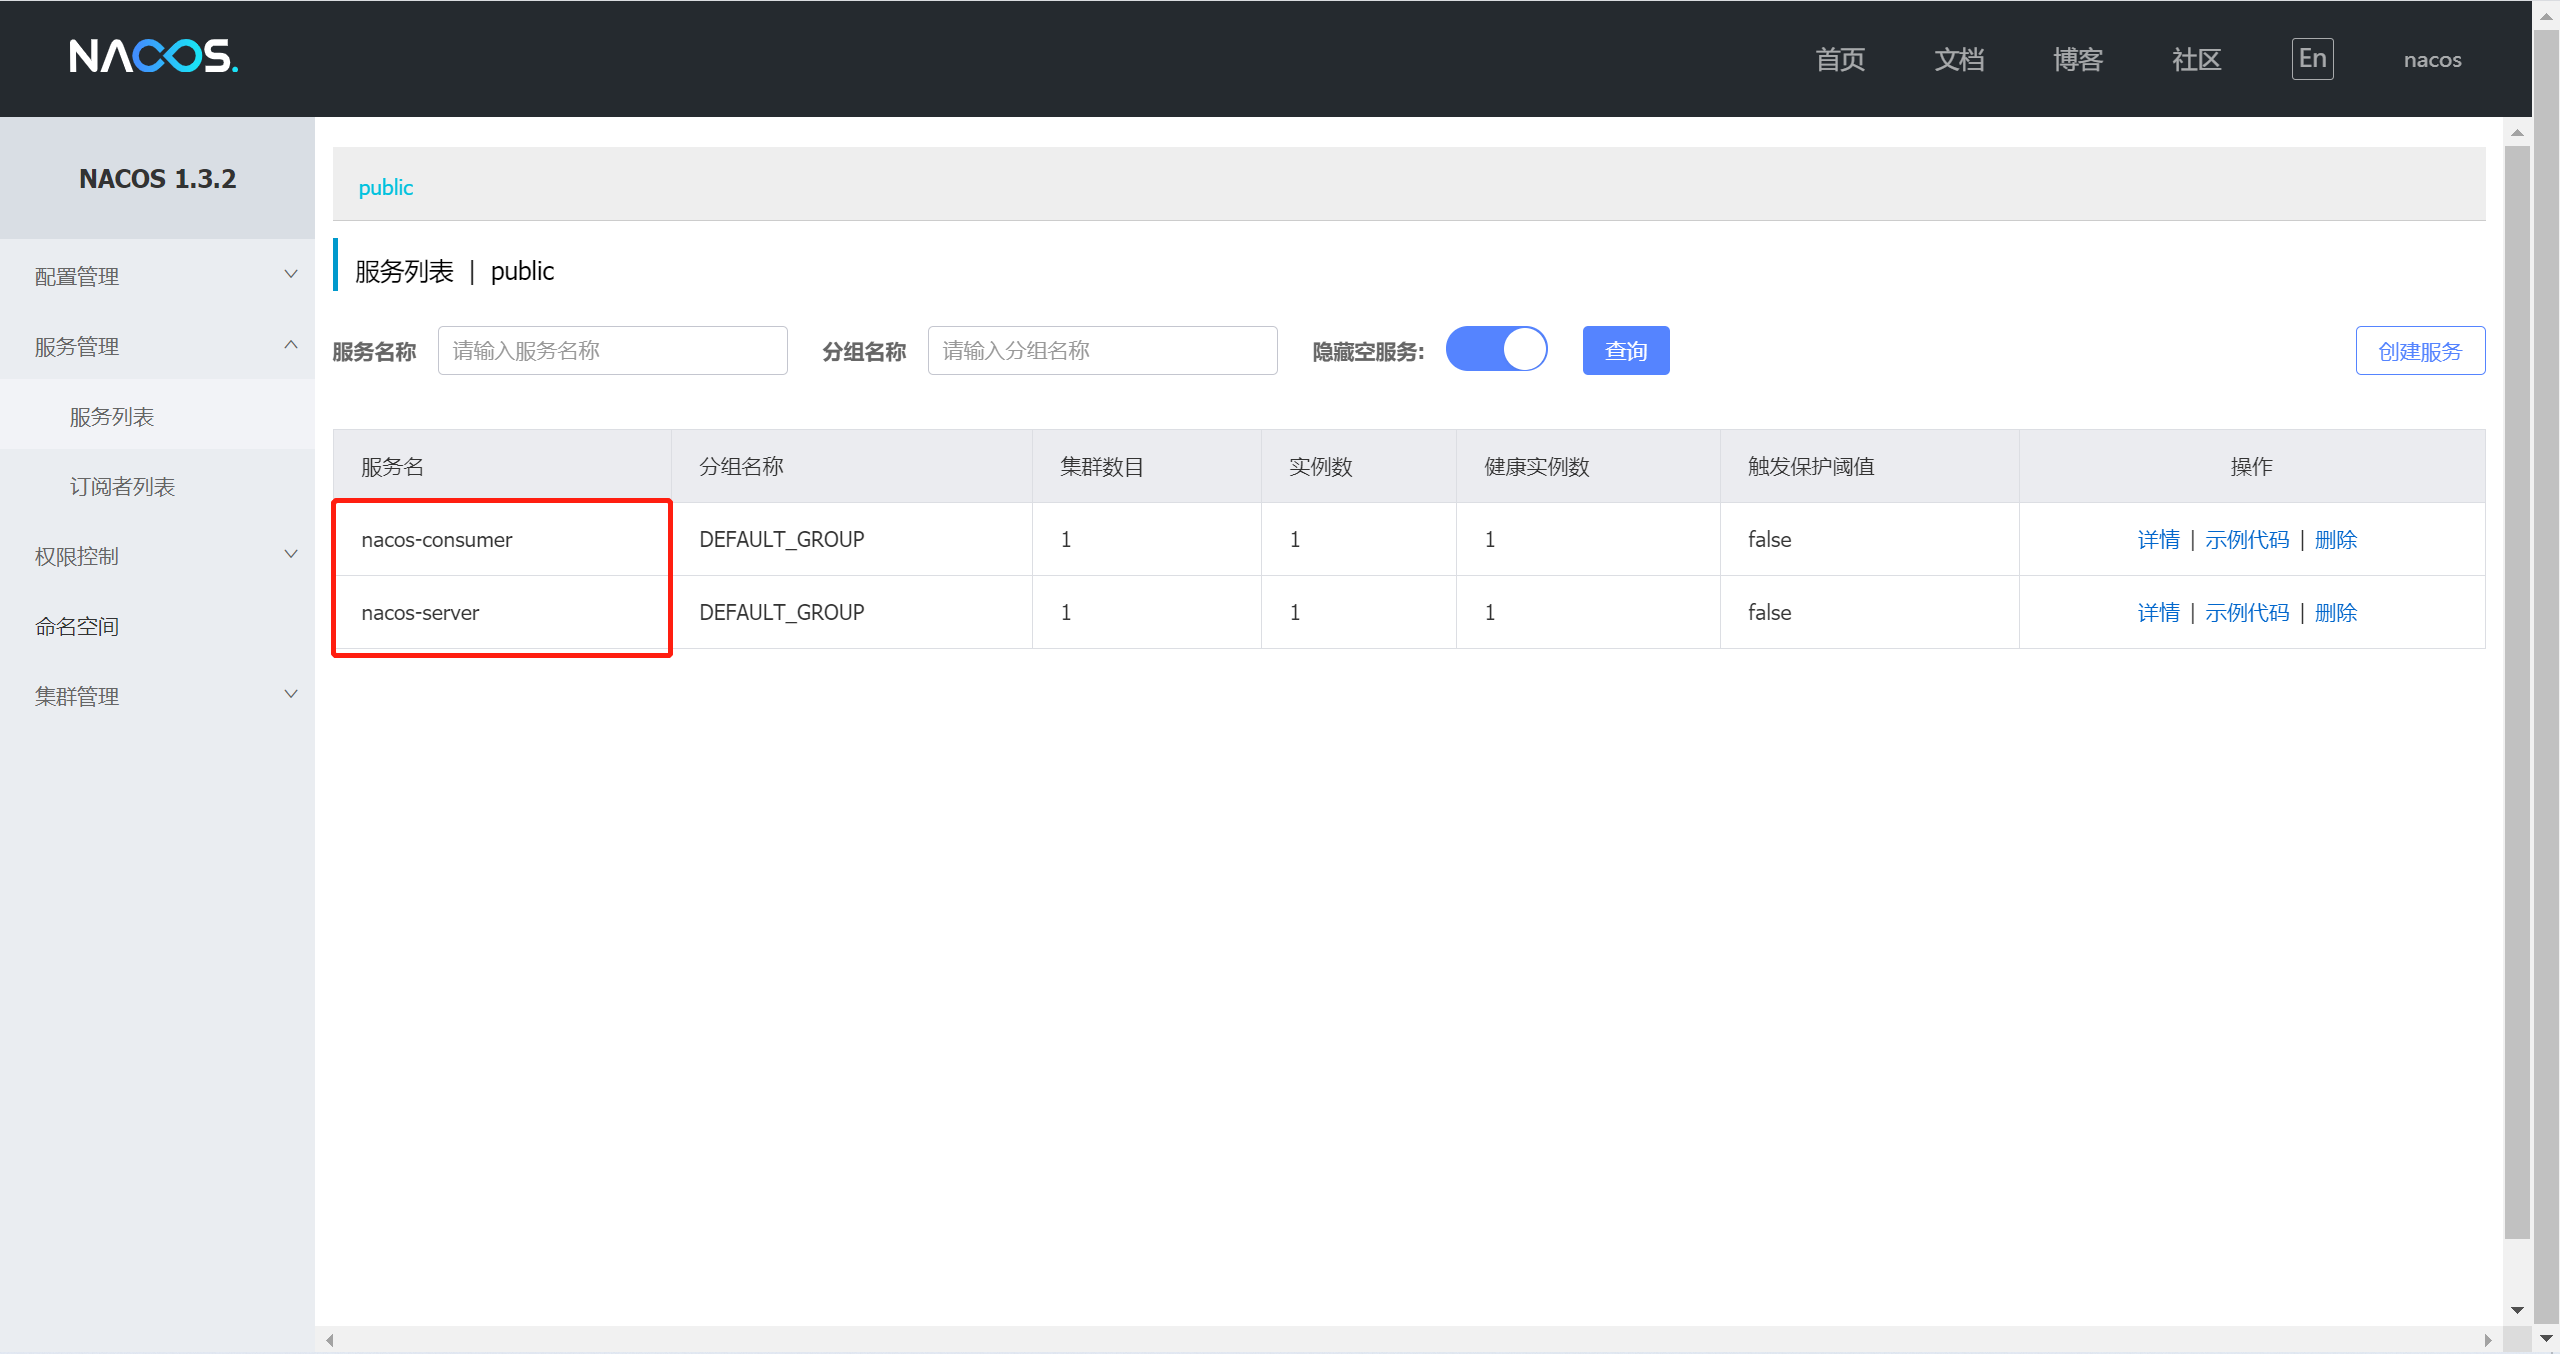 NACOS.
首页 文档 博客 社区 En nacos
NACOS 1.3.2
配置管理
服务管理
服务列表
订阅者列表
权限控制
命名空间
集群管理
public
服务列表 | public
服务名称 请输入服务名称 分组名称 请输入分组名称 隐藏空服务: 查询 创建服务
服务名 分组名称 集群数目 实例数 健康实例数 触发保护阈值 操作
nacos-consumer DEFAULT_GROUP 1 1 1 false 详情 | 示例代码 | 删除
nacos-server DEFAULT_GROUP 1 1 1 false 详情 | 示例代码 | 删除